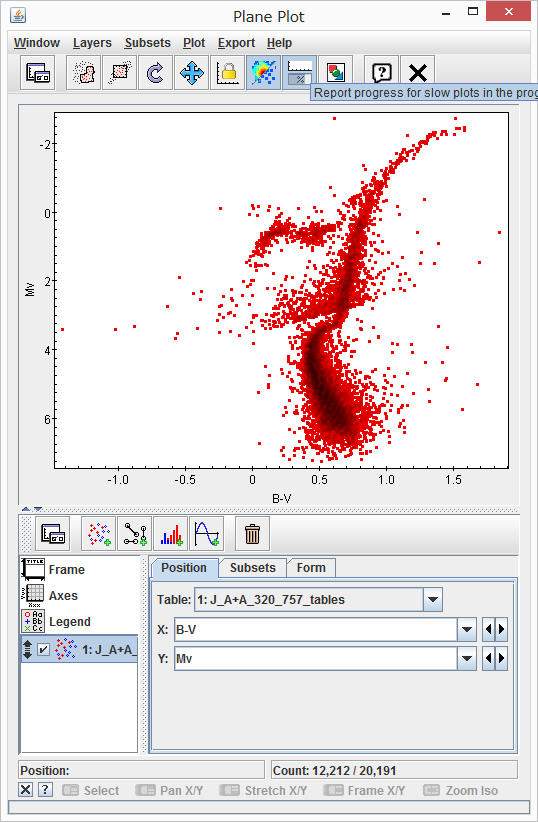 Plane Plot
Window Layers Subsets Plot Export Help
Report progress for slow plots in the prog
-2
0
2
4
6
Mv
-1.0 -0.5 0 0.5 1.0 1.5
B-V
TITLE
Frame
Axes
Legend
1: J_A+A_
Position Subsets Form
Table: 1: J_A+A_320_757_tables
X: B-V
Y: Mv
Position: Count: 12,212 / 20,191
Select Pan X/Y Stretch X/Y Frame X/Y Zoom Iso